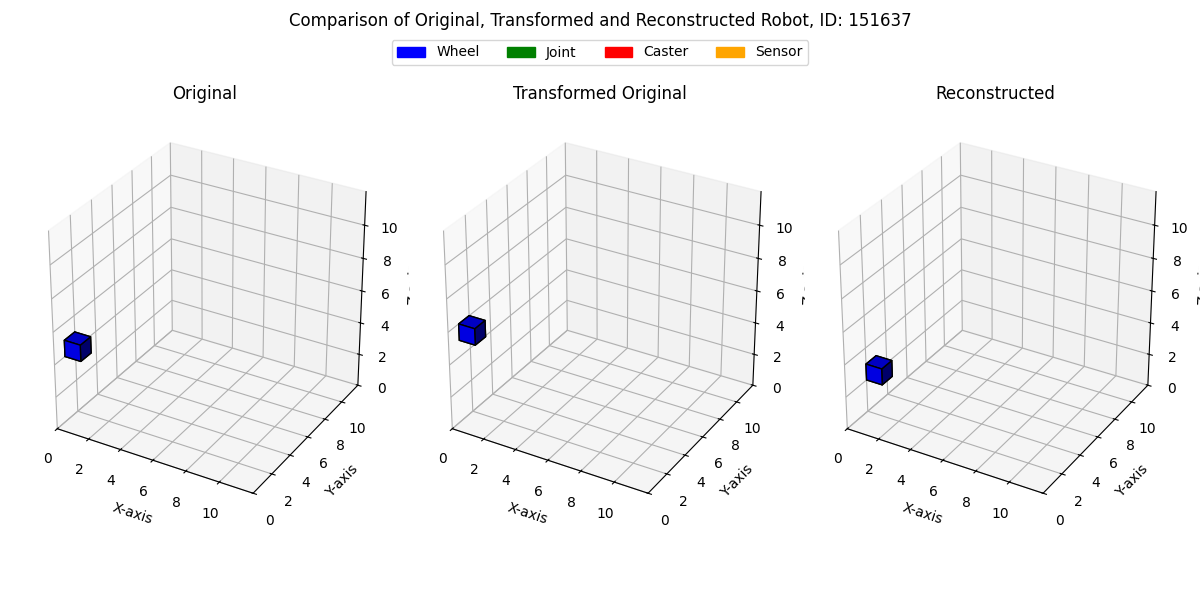 Comparison of Original, Transformed and Reconstructed Robot, ID: 151637
Wheel Joint Caster Sensor
Original Transformed Original Reconstructed
10 10 10
8 8 8
6 6 6
4 4 4
2 2 2
0 0 0
10 10 10
8 8 8
6 6 6
4 4 4
2 2 2
0 0 0
0 2 4 6 8 10 0 2 4 6 8 10 0 2 4 6 8 10
X-axis Y-axis X-axis Y-axis X-axis Y-axis